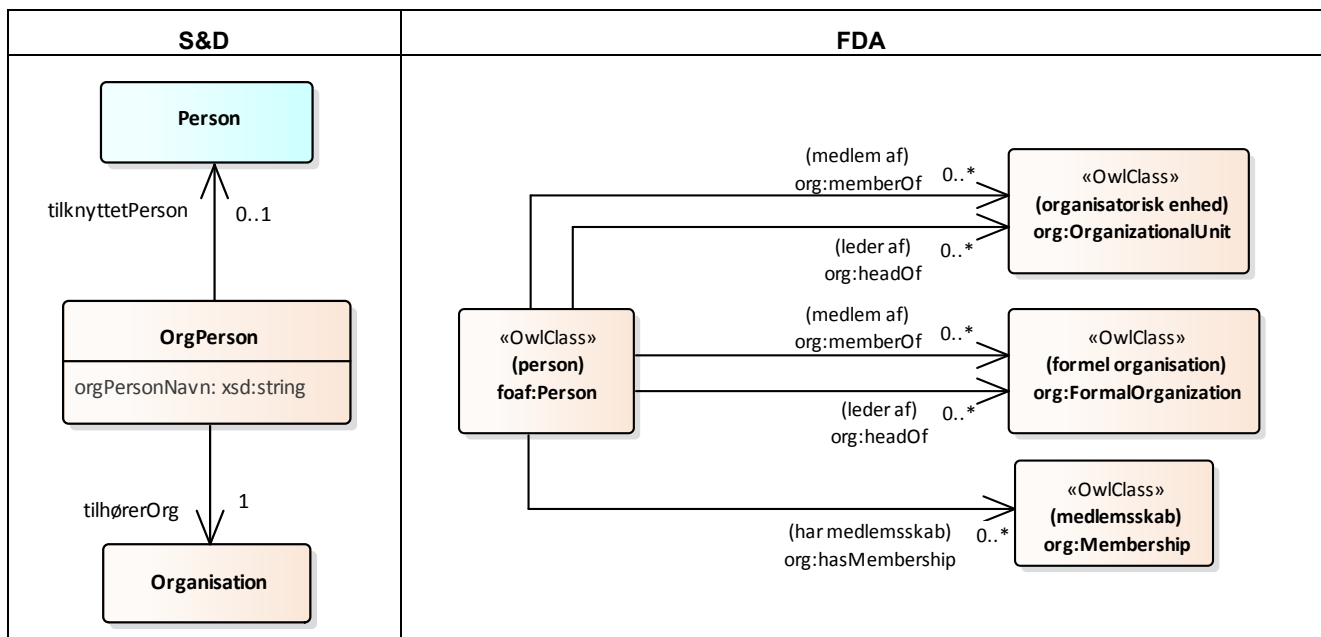 S&D
FDA
Person
tilknyttetPerson
0..1
OrgPerson
orgPersonNavn: xsd:string
tilhørerOrg
1
Organisation
(medlem af)
org:memberOf
0..*
(leder af)
org:headOf
0..*
«OwlClass»
(organisatorisk enhed)
org:OrganizationalUnit
«OwlClass»
(person)
foaf:Person
(medlem af)
org:memberOf
0..*
(leder af)
org:headOf
0..*
«OwlClass»
(formel organisation)
org:FormalOrganization
(har medlemsskab)
org:hasMembership
0..*
«OwlClass»
(medlemsskab)
org:Membership